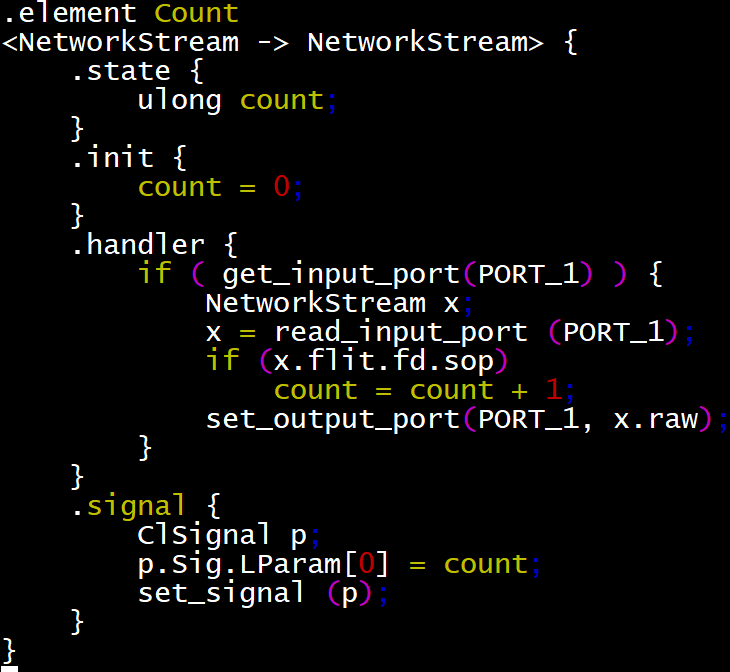 .element Count
<NetworkStream -> NetworkStream> {
    .state {
        ulong count;
    }
    .init {
        count = 0;
    }
    .handler {
        if ( get_input_port(PORT_1) ) {
            NetworkStream x;
            x = read_input_port (PORT_1);
            if (x.flit.fd.sop)
                count = count + 1;
            set_output_port(PORT_1, x.raw);
        }
    }
    .signal {
        ClSignal p;
        p.Sig.LParam[0] = count;
        set_signal (p);
    }
}